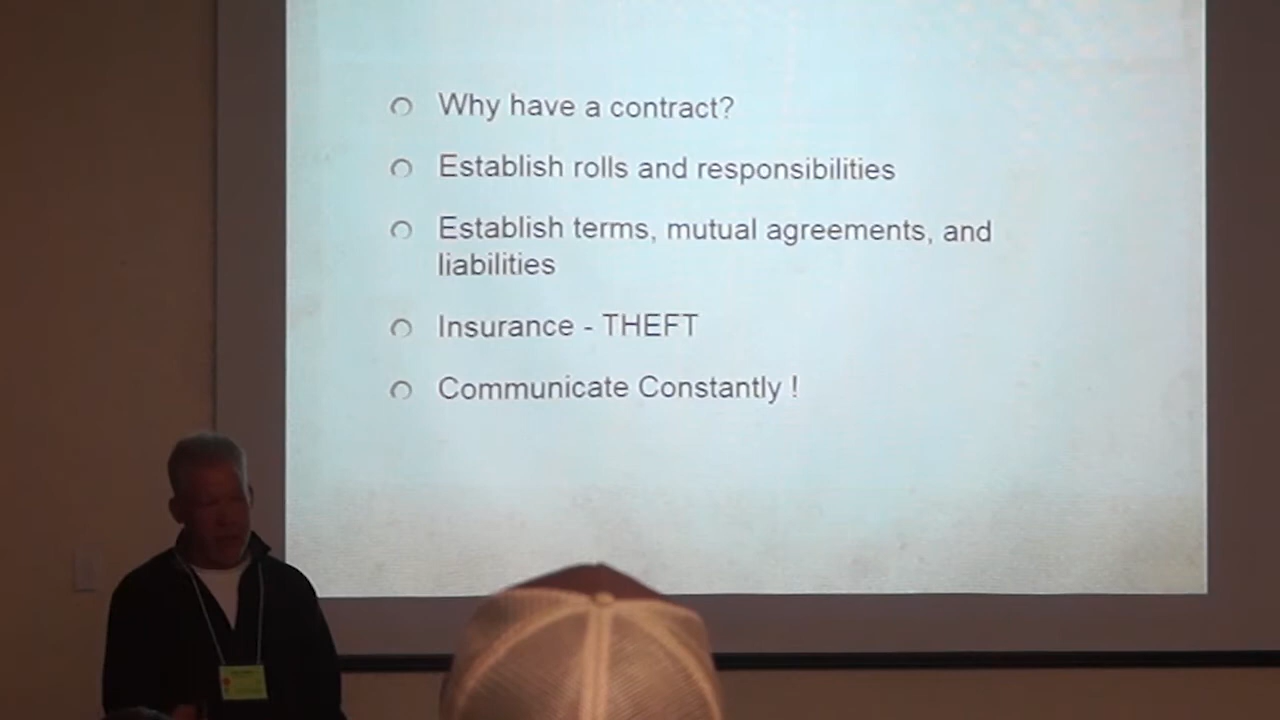 Why have a contract?
Establish rolls and responsibilities
Establish terms, mutual agreements, and
liabilities
Insurance - THEFT
Communicate Constantly !